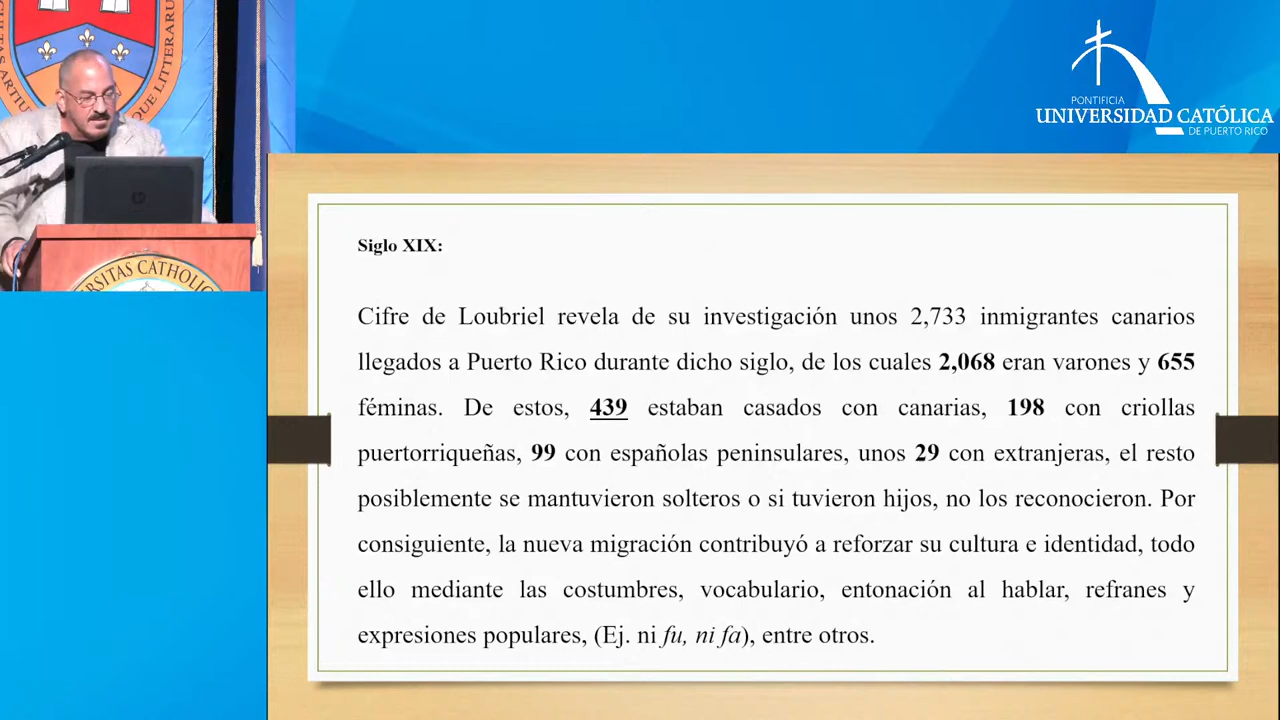 PONTIFICIA
UNIVERSIDAD CATÓLICA
DE PUERTO RICO
QUE LITTERARU
ERSITAS CATHOLIC
Siglo XIX:
Cifre de Loubriel revela de su investigación unos 2,733 inmigrantes canarios
llegados a Puerto Rico durante dicho siglo, de los cuales 2,068 eran varones y 655
féminas. De estos, 439 estaban casados con canarias, 198 con criollas
puertorriqueñas, 99 con españolas peninsulares, unos 29 con extranjeras, el resto
posiblemente se mantuvieron solteros o si tuvieron hijos, no los reconocieron. Por
consiguiente, la nueva migración contribuyó a reforzar su cultura e identidad, todo
ello mediante las costumbres, vocabulario, entonación al hablar, refranes y
expresiones populares, (Ej. ni fu, ni fa), entre otros.